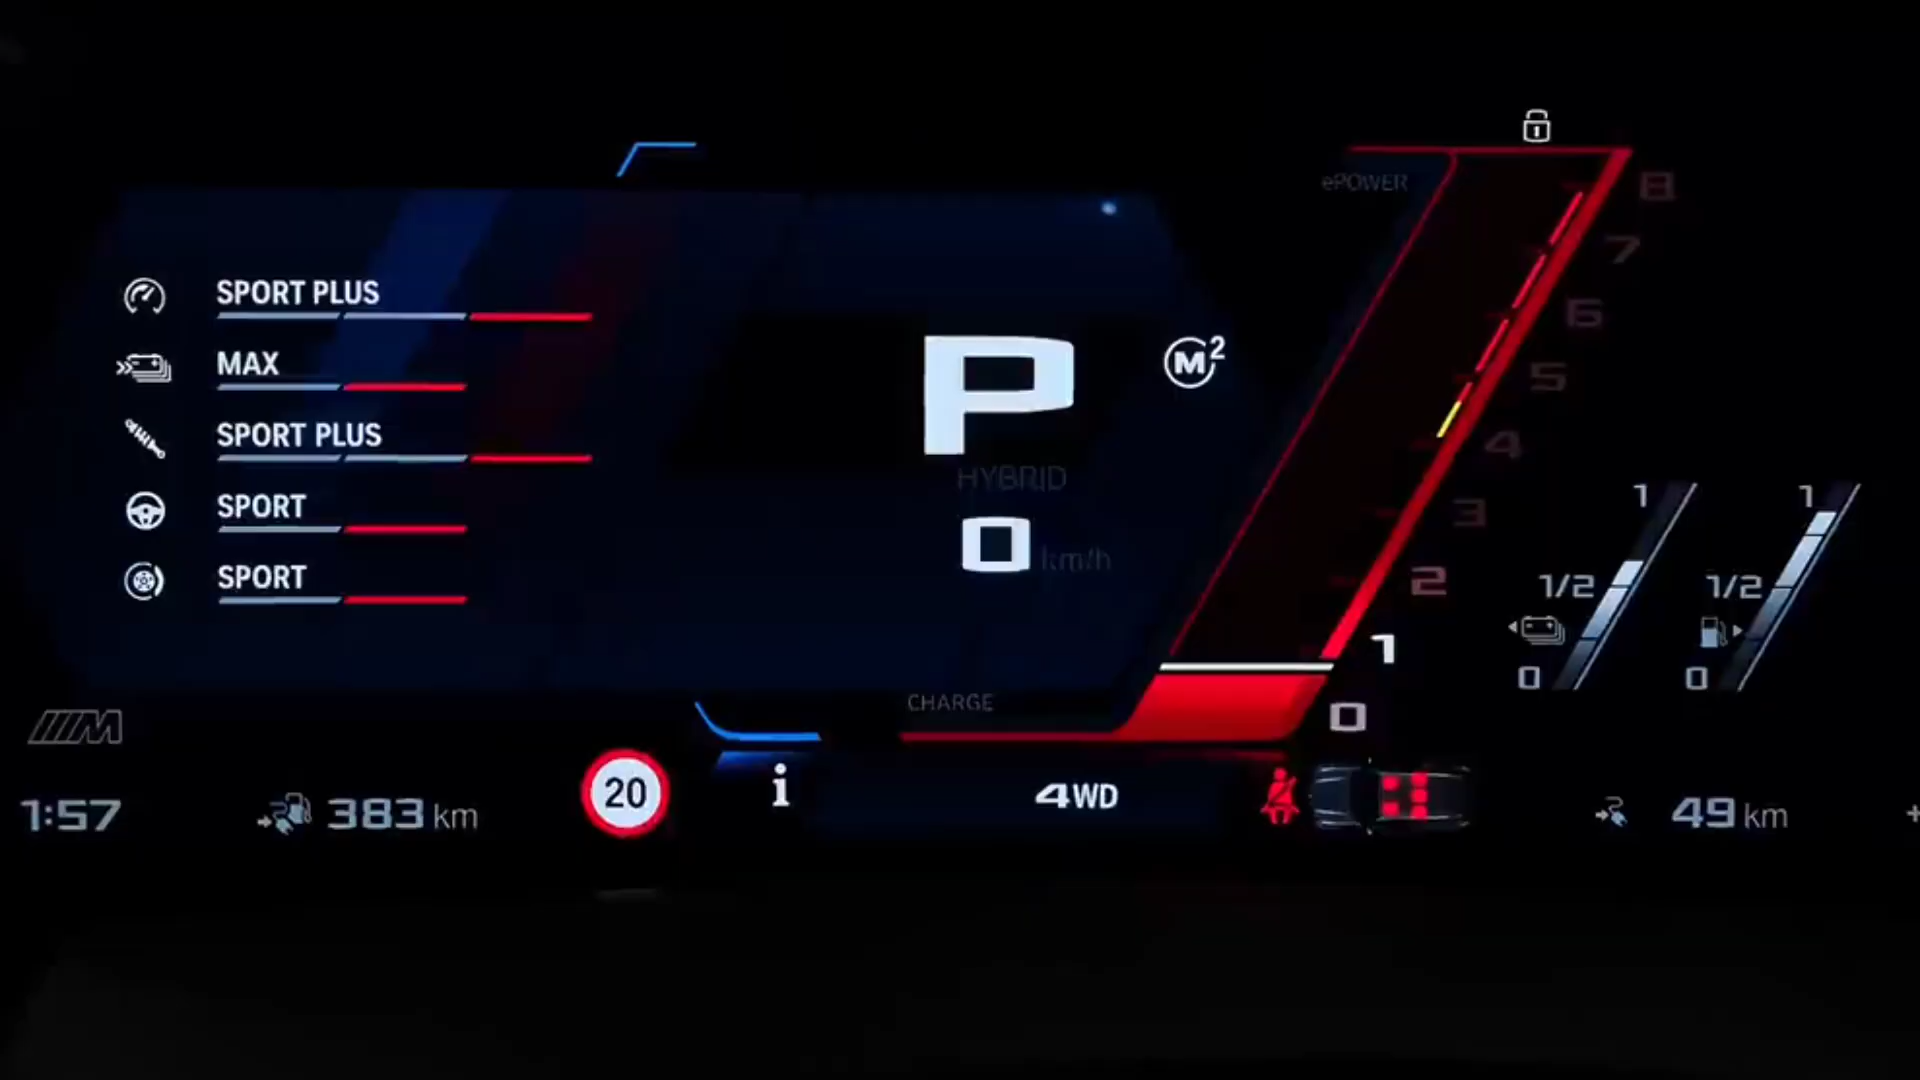 ePOWER
8
7
6
5
4
3
2
1
0
SPORT PLUS
MAX
SPORT PLUS
SPORT
SPORT
P
M2
HYBRID
0 km/h
CHARGE
1
1/2
0
1
1/2
0
M
1:57
383 km
20
i
4WD
49 km
+